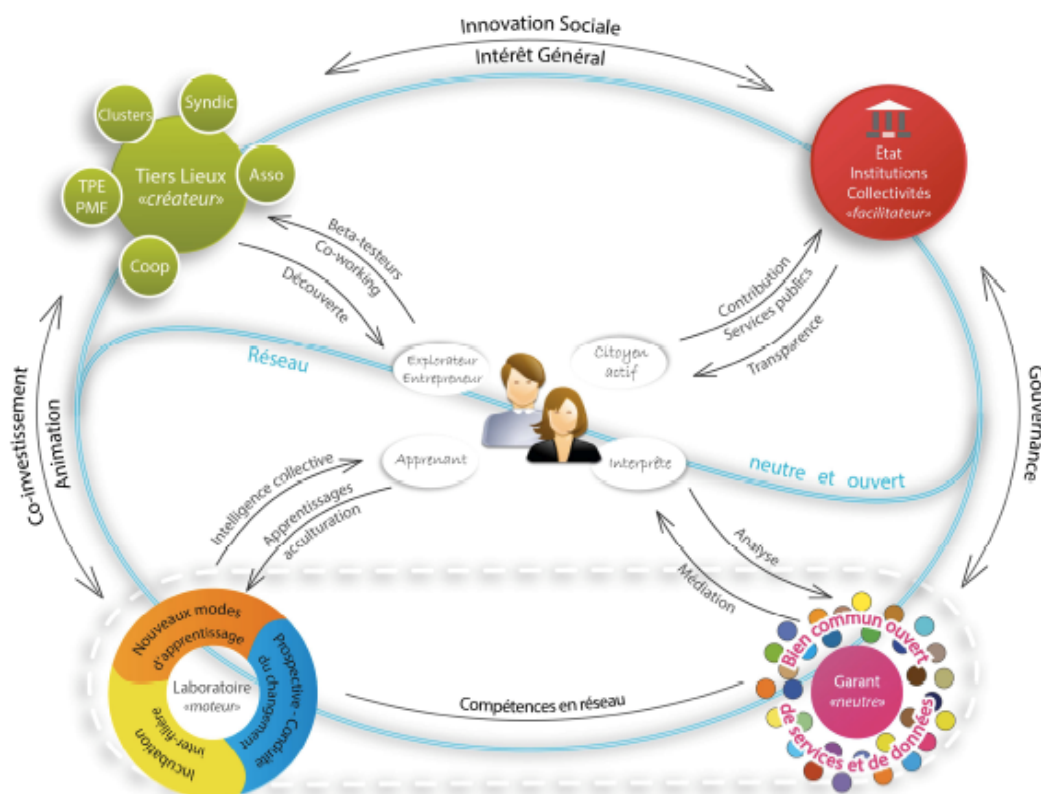 Innovation Sociale
Intérêt Général
Clusters
Syndic
Tiers Lieux
«créateur»
Asso
TPE
PME
Coop
État
Institutions
Collectivités
«facilitateur»
Beta-testeurs
Co-working
Découverte
Contribution
Services publics
Transparence
Réseau
Explorateur
Entrepreneur
Citoyen
actif
Co-investissement
Animation
Gouvernance
Apprenant
Interprète
neutre et ouvert
Intelligence collective
Apprentissages
acculturation
Analyse
Médiation
Nouveaux modes
d'apprentissage
Prospective - Conduite
du changement
Incubation
inter-filière
Laboratoire
«moteur»
Compétences en réseau
Bien commun ouvert
de services et de données
Garant
«neutre»